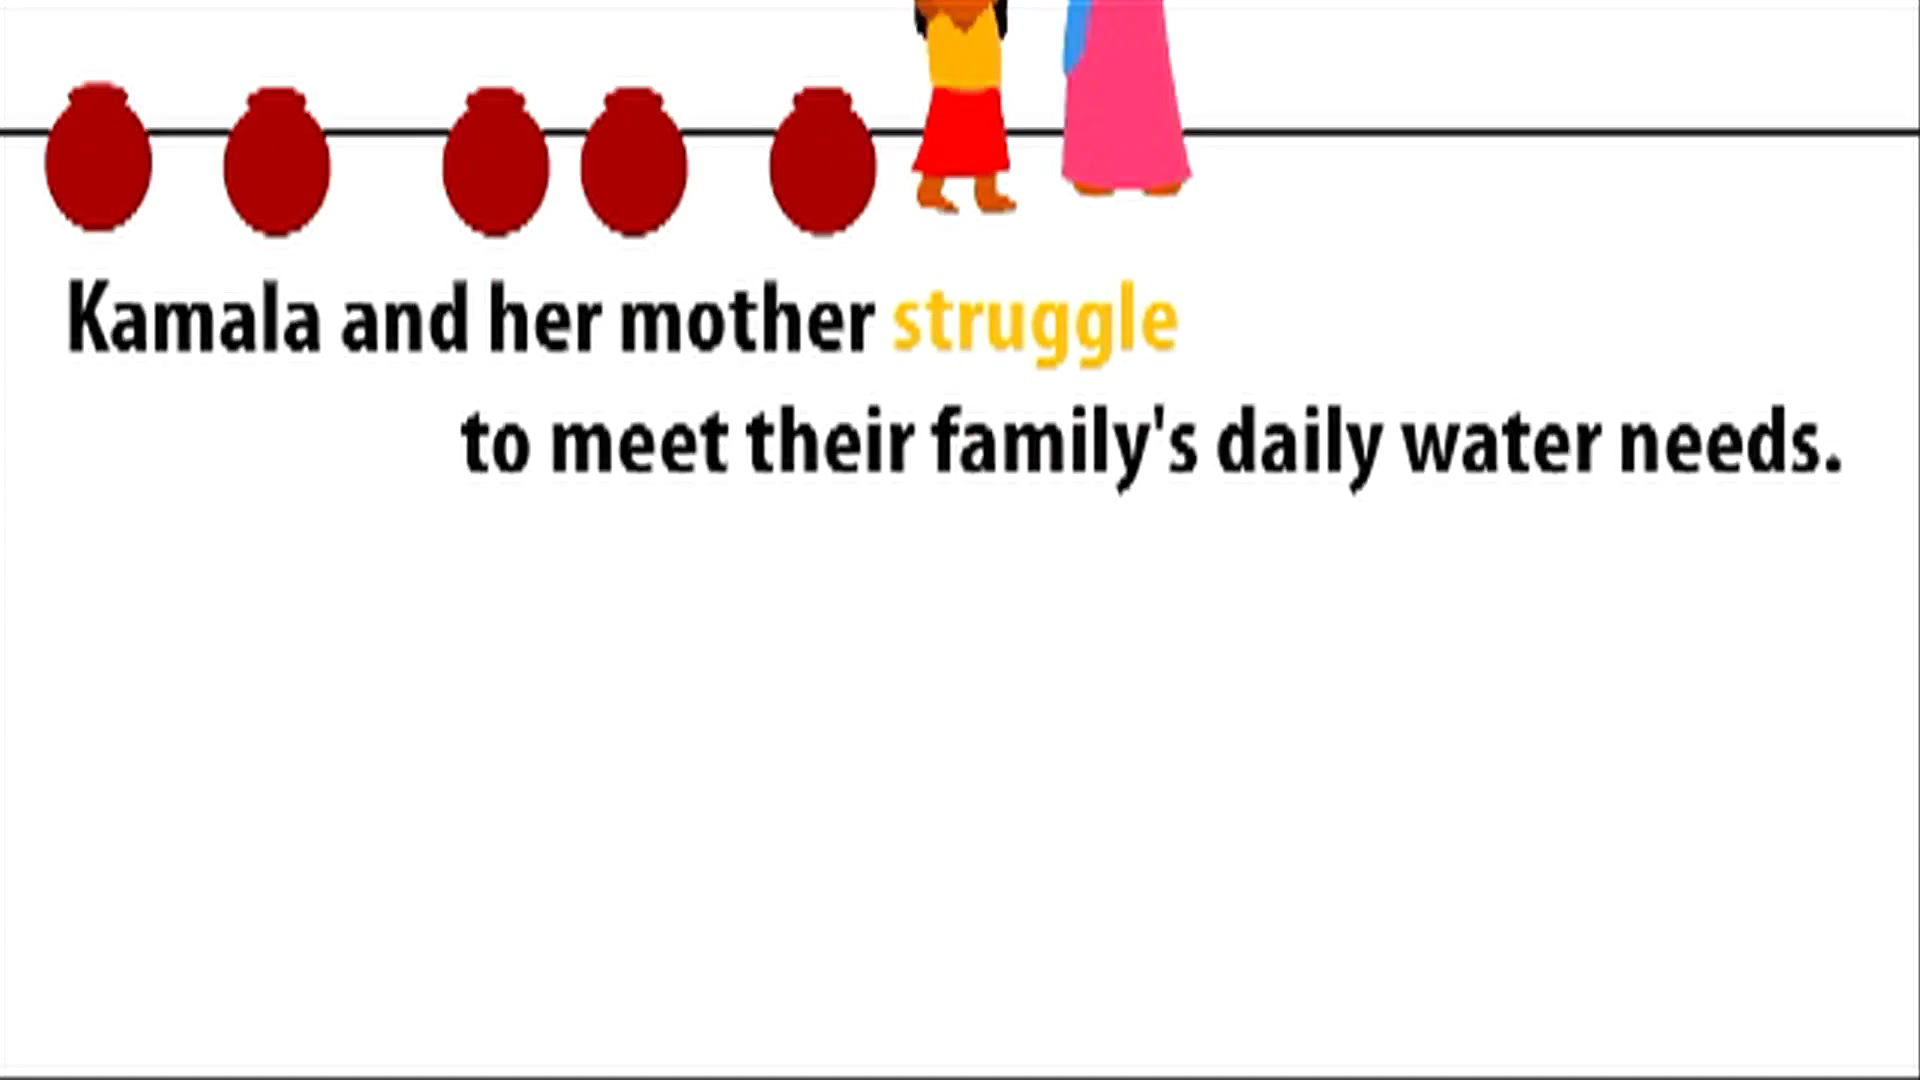 Kamala and her mother struggle
to meet their family's daily water needs.